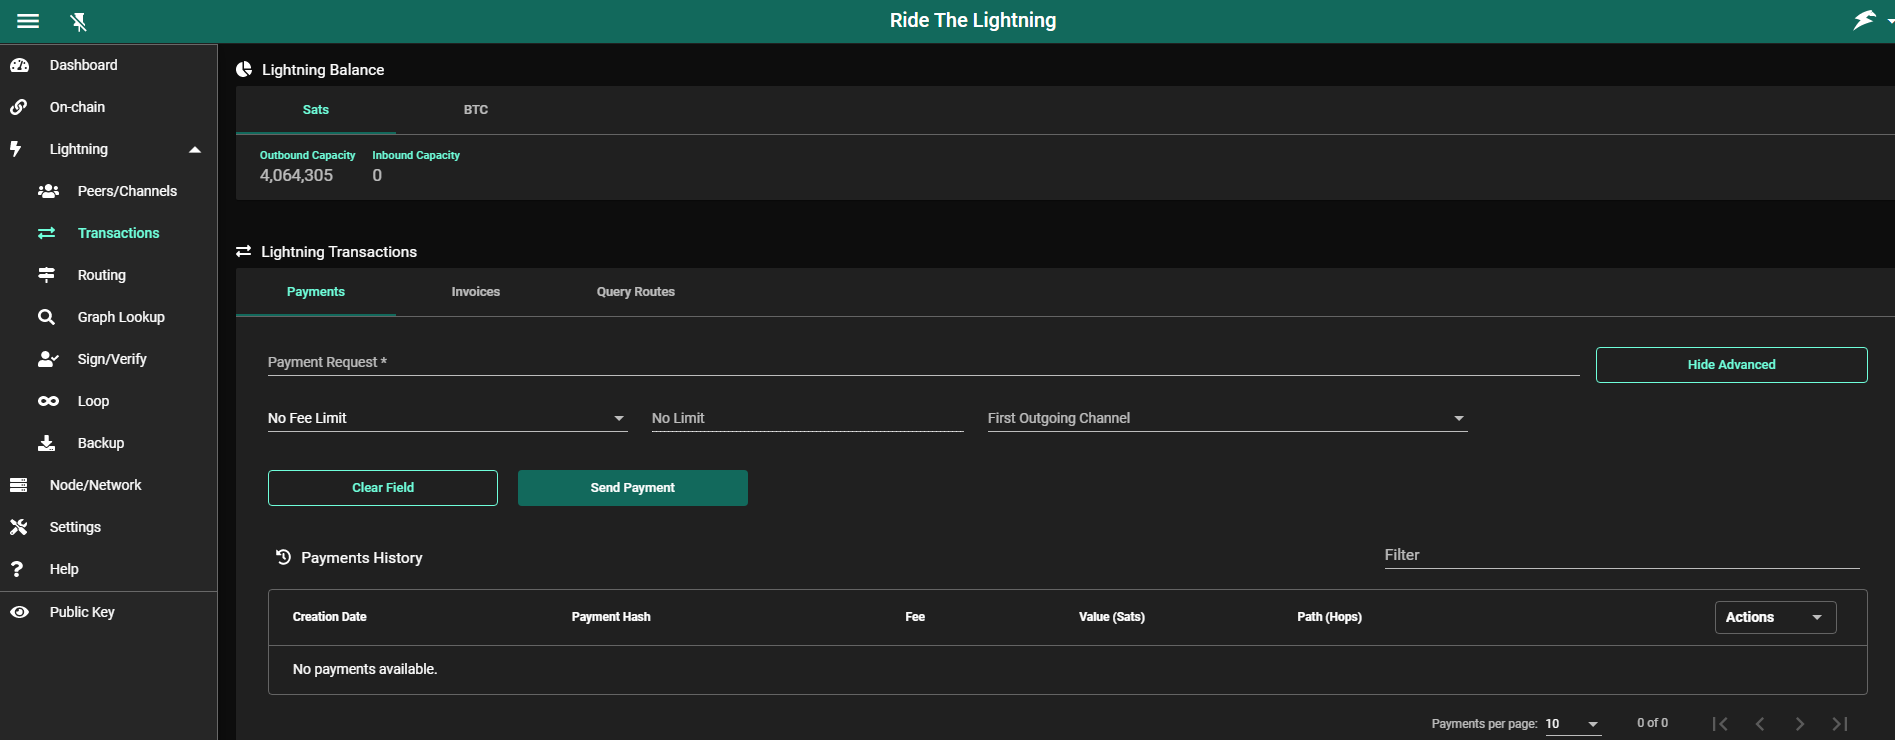 Ride The Lightning
Dashboard
On-chain
Lightning
Peers/Channels
Transactions
Routing
Graph Lookup
Sign/Verify
Loop
Backup
Node/Network
Settings
Help
Public Key
Lightning Balance
Sats BTC
Outbound Capacity Inbound Capacity
4,064,305 0
Lightning Transactions
Payments Invoices Query Routes
Payment Request * Hide Advanced
No Fee Limit No Limit First Outgoing Channel
Clear Field Send Payment
Payments History Filter
Creation Date Payment Hash Fee Value (Sats) Path (Hops) Actions
No payments available.
Payments per page: 10 0 of 0